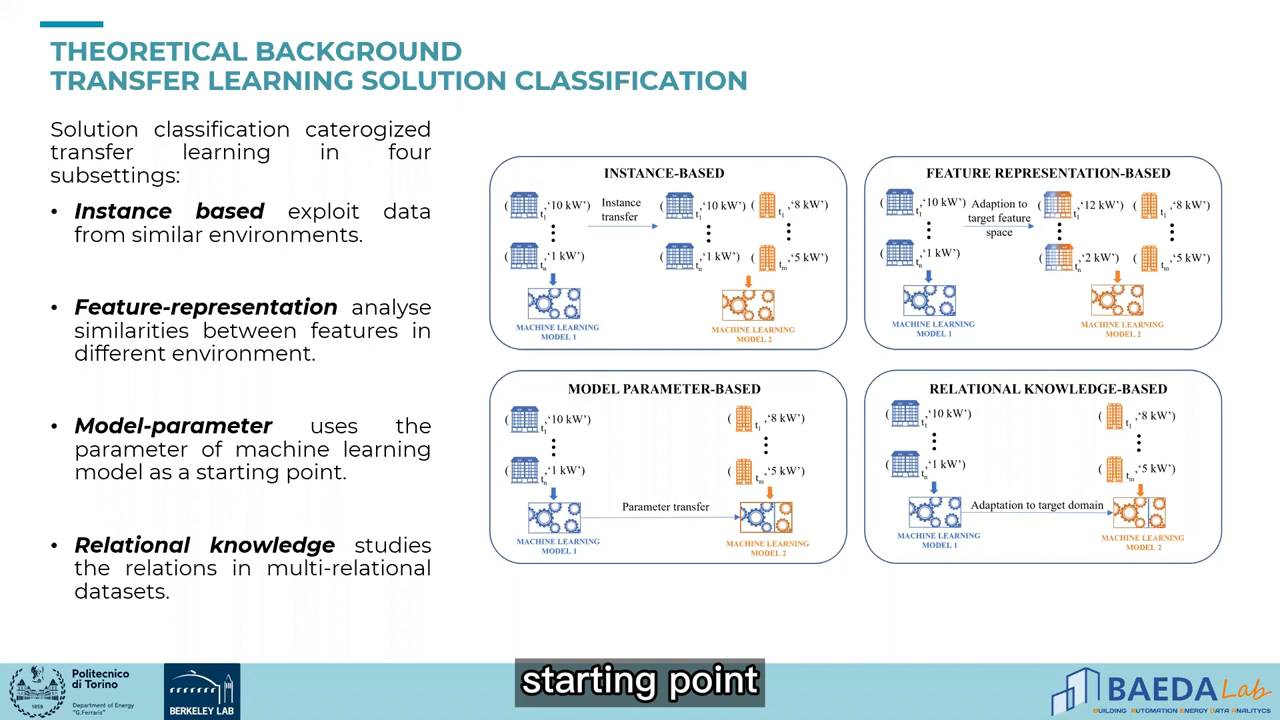 THEORETICAL BACKGROUND
TRANSFER LEARNING SOLUTION CLASSIFICATION
Solution classification caterogized
transfer learning in four
subsettings:
• Instance based exploit data
from similar environments.
• Feature-representation analyse
similarities between features in
different environment.
• Model-parameter uses the
parameter of machine learning
model as a starting point.
• Relational knowledge studies
the relations in multi-relational
datasets.
INSTANCE-BASED
( t1,‘10 kW’)
Instance
transfer
( t1,‘10 kW’) ( t1,‘8 kW’)
( tn,‘1 kW’)
( tn,‘1 kW’) ( tm,‘5 kW’)
MACHINE LEARNING
MODEL 1
MACHINE LEARNING
MODEL 2
FEATURE REPRESENTATION-BASED
( t1,‘10 kW’)
Adaption to
target feature
space
( t1,‘12 kW’) ( t1,‘8 kW’)
( tn,‘1 kW’)
( tn,‘2 kW’) ( tm,‘5 kW’)
MACHINE LEARNING
MODEL 1
MACHINE LEARNING
MODEL 2
MODEL PARAMETER-BASED
( t1,‘10 kW’) ( t1,‘8 kW’)
( tn,‘1 kW’) ( tm,‘5 kW’)
Parameter transfer
MACHINE LEARNING
MODEL 1
MACHINE LEARNING
MODEL 2
RELATIONAL KNOWLEDGE-BASED
( t1,‘10 kW’) ( t1,‘8 kW’)
( tn,‘1 kW’) ( tm,‘5 kW’)
Adaptation to target domain
MACHINE LEARNING
MODEL 1
MACHINE LEARNING
MODEL 2
starting point
1859
Politecnico
di Torino
Department of Energy
"G.Ferraris"
BERKELEY LAB
BAEDA Lab
BUILDING AUTOMATION ENERGY DATA ANALITYCS